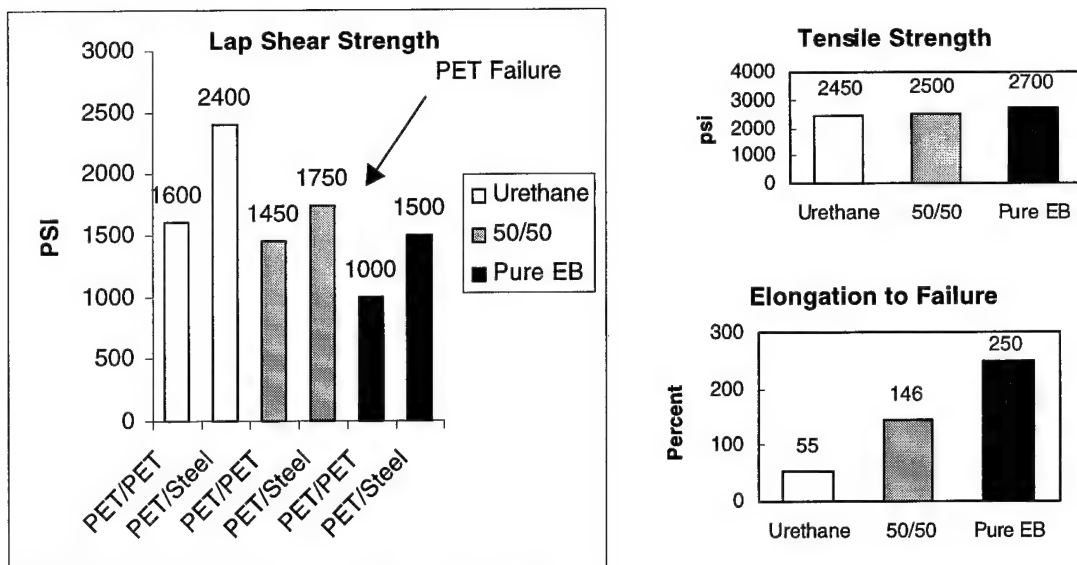 Lap Shear Strength
PET Failure
3000
2500
2000
1500
1000
500
0
PSI
1600
2400
1450
1750
1000
1500
PET/PET
PET/Steel
PET/PET
PET/Steel
PET/PET
PET/Steel
Urethane
50/50
Pure EB
Tensile Strength
4000
3000
2000
1000
0
psi
2450
2500
2700
Urethane
50/50
Pure EB
Elongation to Failure
300
200
100
0
Percent
55
146
250
Urethane
50/50
Pure EB